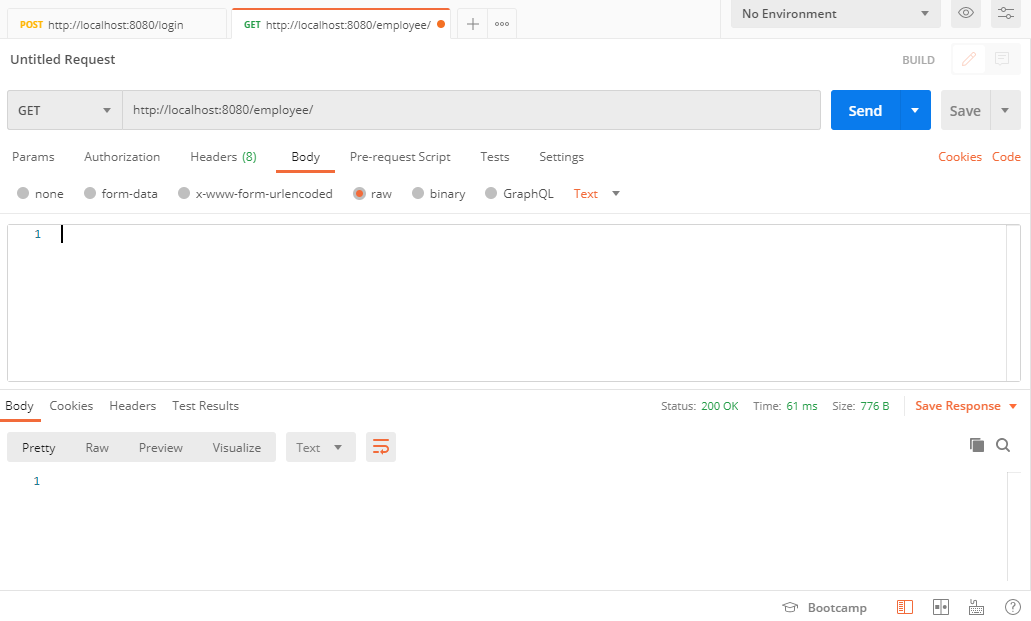 POST http://localhost:8080/login GET http://localhost:8080/employee/ No Environment
Untitled Request BUILD
GET http://localhost:8080/employee/ Send Save
Params Authorization Headers (8) Body Pre-request Script Tests Settings Cookies Code
none form-data x-www-form-urlencoded raw binary GraphQL Text
1
Body Cookies Headers Test Results Status: 200 OK Time: 61 ms Size: 776 B Save Response
Pretty Raw Preview Visualize Text
1
Bootcamp